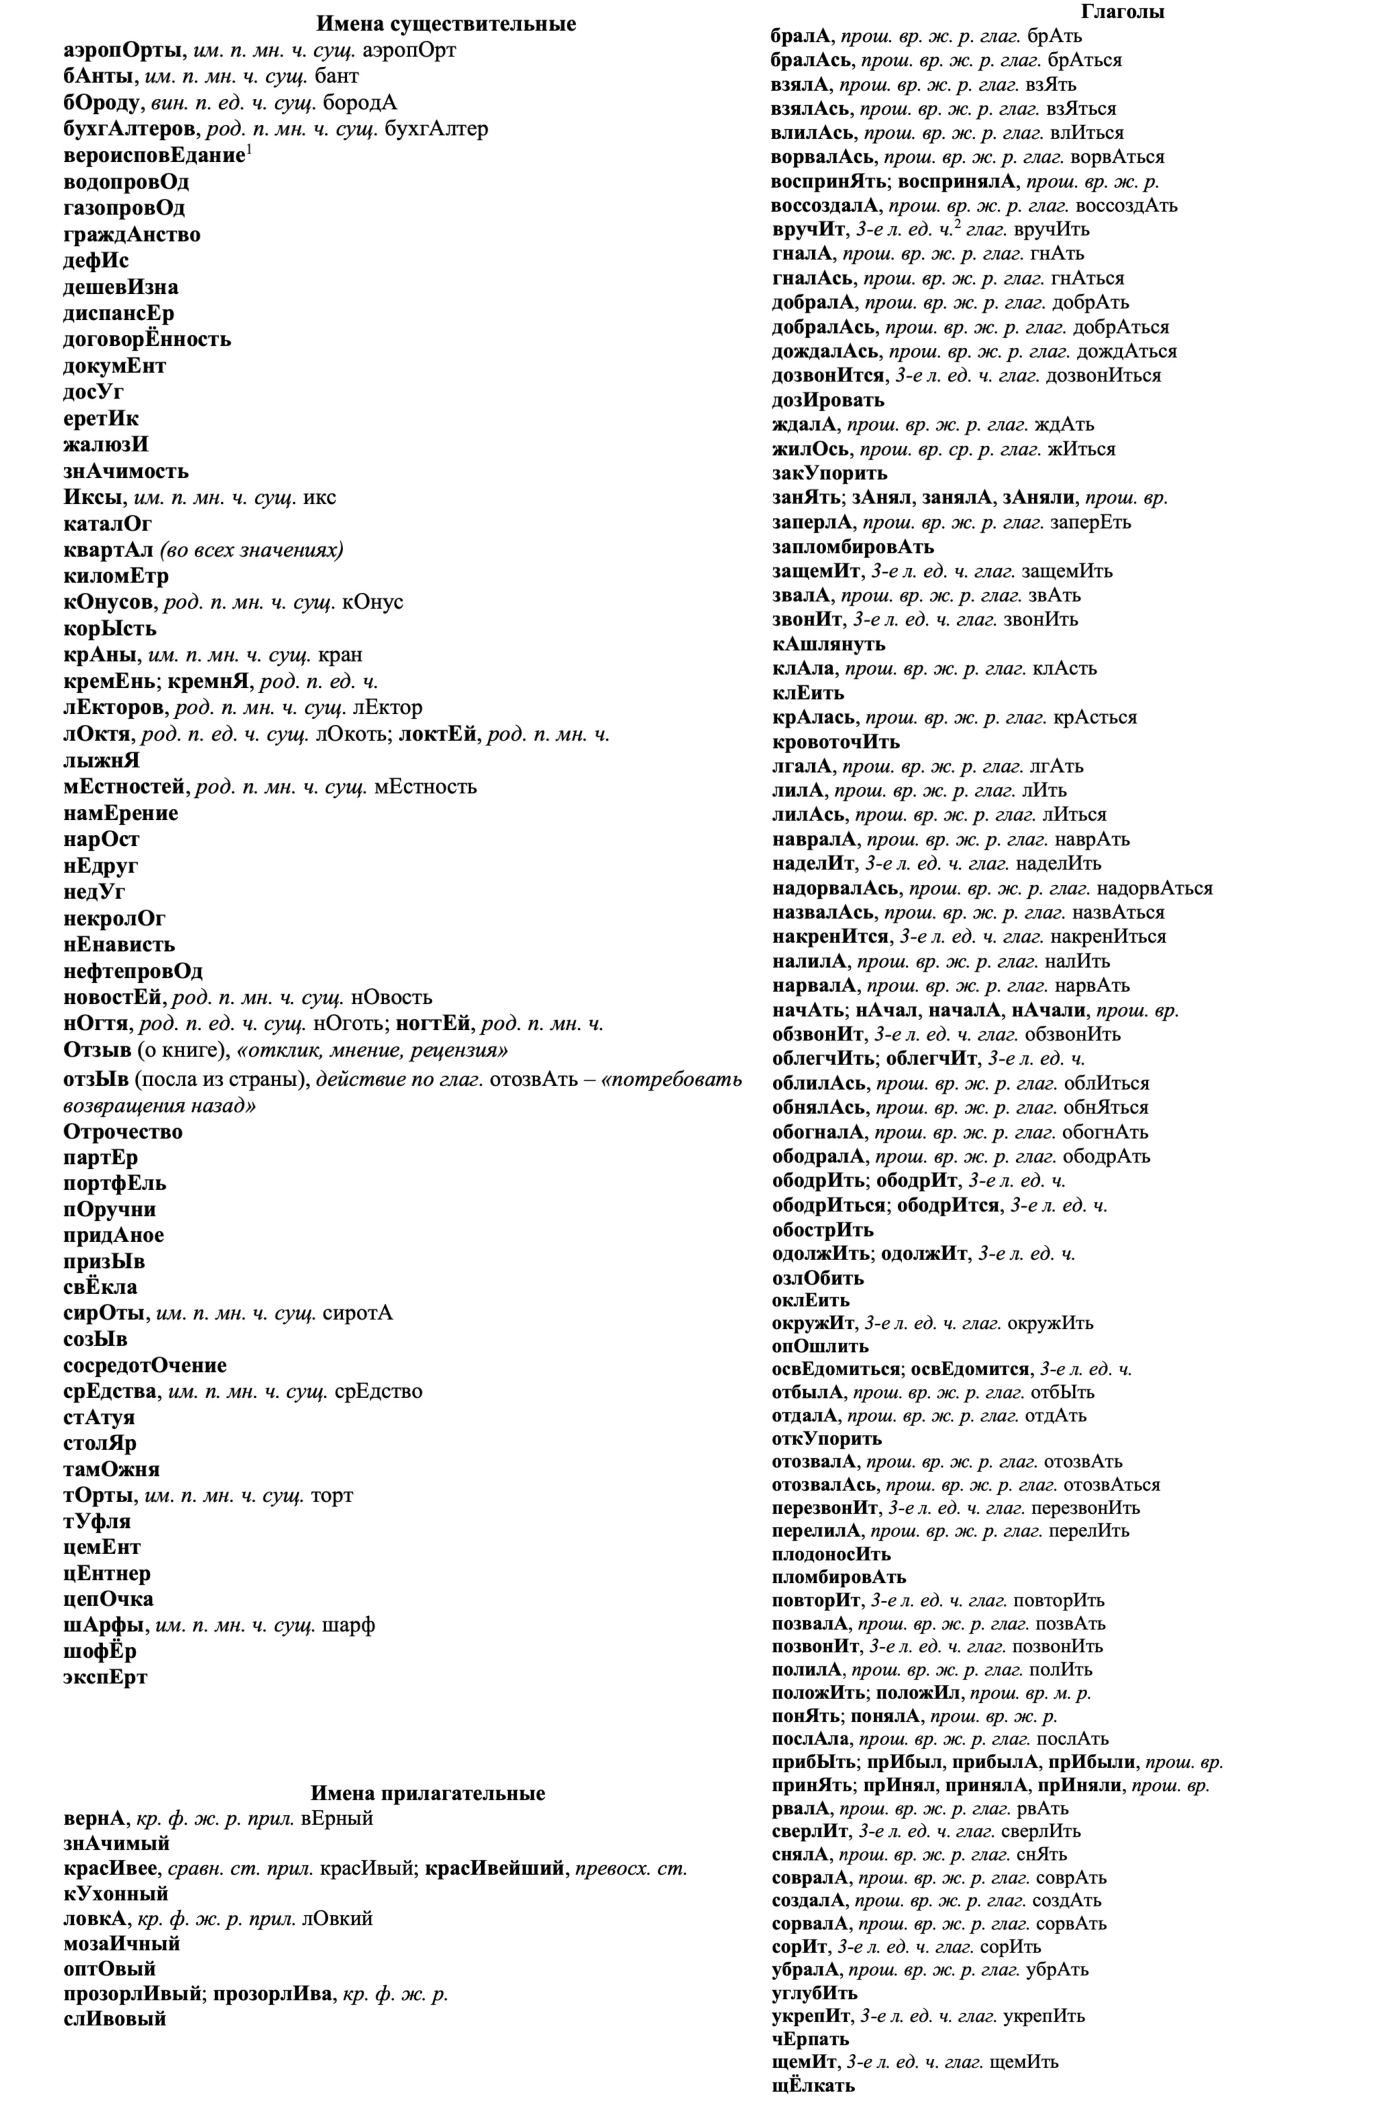 Имена существительные
аэропОрты, им. п. мн. ч. сущ. аэропОрт
бАнты, им. п. мн. ч. сущ. бант
бОроду, вин. п. ед. ч. сущ. бородА
бухгАлтеров, род. п. мн. ч. сущ. бухгАлтер
вероисповЕдание¹
водопровОд
газопровОд
граждАнство
дефИс
дешевИзна
диспансЕр
договорЁнность
докумЕнт
досУг
еретИк
жалюзИ
знАчимость
Иксы, им. п. мн. ч. сущ. икс
каталОг
квартАл (во всех значениях)
киломЕтр
кОнусов, род. п. мн. ч. сущ. кОнус
корЫсть
крАны, им. п. мн. ч. сущ. кран
кремЕнь; кремнЯ, род. п. ед. ч.
лЕкторов, род. п. мн. ч. сущ. лЕктор
лОктя, род. п. ед. ч. сущ. лОкоть; локтЕй, род. п. мн. ч.
лыжнЯ
мЕстностей, род. п. мн. ч. сущ. мЕстность
намЕрение
нарОст
нЕдруг
недУг
некролОг
нЕнависть
нефтепровОд
новостЕй, род. п. мн. ч. сущ. нОвость
нОгтя, род. п. ед. ч. сущ. нОготь; ногтЕй, род. п. мн. ч.
Отзыв (о книге), «отклик, мнение, рецензия»
отзЫв (посла из страны), действие по глаг. отозвАть – «потребовать
возвращения назад»
Отрочество
партЕр
портфЕль
пОручни
придАное
призЫв
свЁкла
сирОты, им. п. мн. ч. сущ. сиротА
созЫв
сосредотОчение
срЕдства, им. п. мн. ч. сущ. срЕдство
стАтуя
столЯр
тамОжня
тОрты, им. п. мн. ч. сущ. торт
тУфля
цемЕнт
цЕнтнер
цепОчка
шАрфы, им. п. мн. ч. сущ. шарф
шофЁр
экспЕрт
Имена прилагательные
вернА, кр. ф. ж. р. прил. вЕрный
знАчимый
красИвее, сравн. ст. прил. красИвый; красИвейший, превосх. ст.
кУхонный
ловкА, кр. ф. ж. р. прил. лОвкий
мозаИчный
оптОвый
прозорлИвый; прозорлИва, кр. ф. ж. р.
слИвовый
Глаголы
бралА, прош. вр. ж. р. глаг. брАть
бралАсь, прош. вр. ж. р. глаг. брАться
взялА, прош. вр. ж. р. глаг. взЯть
взялАсь, прош. вр. ж. р. глаг. взЯться
влилАсь, прош. вр. ж. р. глаг. влИться
ворвалАсь, прош. вр. ж. р. глаг. ворвАться
воспринЯть; воспринялА, прош. вр. ж. р.
воссоздалА, прош. вр. ж. р. глаг. воссоздАть
вручИт, 3-е л. ед. ч.² глаг. вручИть
гналА, прош. вр. ж. р. глаг. гнАть
гналАсь, прош. вр. ж. р. глаг. гнАться
добралА, прош. вр. ж. р. глаг. добрАть
добралАсь, прош. вр. ж. р. глаг. добрАться
дождалАсь, прош. вр. ж. р. глаг. дождАться
дозвонИтся, 3-е л. ед. ч. глаг. дозвонИться
дозИровать
ждалА, прош. вр. ж. р. глаг. ждАть
жилОсь, прош. вр. ср. р. глаг. жИться
закУпорить
занЯть; зАнял, занялА, зАняли, прош. вр.
заперлА, прош. вр. ж. р. глаг. заперЕть
запломбировАть
защемИт, 3-е л. ед. ч. глаг. защемИть
звалА, прош. вр. ж. р. глаг. звАть
звонИт, 3-е л. ед. ч. глаг. звонИть
кАшлянуть
клАла, прош. вр. ж. р. глаг. клАсть
клЕить
крАлась, прош. вр. ж. р. глаг. крАсться
кровоточИть
лгалА, прош. вр. ж. р. глаг. лгАть
лилА, прош. вр. ж. р. глаг. лИть
лилАсь, прош. вр. ж. р. глаг. лИться
навралА, прош. вр. ж. р. глаг. наврАть
наделИт, 3-е л. ед. ч. глаг. наделИть
надорвалАсь, прош. вр. ж. р. глаг. надорвАться
назвалАсь, прош. вр. ж. р. глаг. назвАться
накренИтся, 3-е л. ед. ч. глаг. накренИться
налилА, прош. вр. ж. р. глаг. налИть
нарвалА, прош. вр. ж. р. глаг. нарвАть
начАть; нАчал, началА, нАчали, прош. вр.
обзвонИт, 3-е л. ед. ч. глаг. обзвонИть
облегчИть; облегчИт, 3-е л. ед. ч.
облилАсь, прош. вр. ж. р. глаг. облИться
обнялАсь, прош. вр. ж. р. глаг. обнЯться
обогналА, прош. вр. ж. р. глаг. обогнАть
ободралА, прош. вр. ж. р. глаг. ободрАть
ободрИть; ободрИт, 3-е л. ед. ч.
ободрИться; ободрИтся, 3-е л. ед. ч.
обострИть
одолжИть; одолжИт, 3-е л. ед. ч.
озлОбить
оклЕить
окружИт, 3-е л. ед. ч. глаг. окружИть
опОшлить
освЕдомиться; освЕдомится, 3-е л. ед. ч.
отбылА, прош. вр. ж. р. глаг. отбЫть
отдалА, прош. вр. ж. р. глаг. отдАть
откУпорить
отозвалА, прош. вр. ж. р. глаг. отозвАть
отозвалАсь, прош. вр. ж. р. глаг. отозвАться
перезвонИт, 3-е л. ед. ч. глаг. перезвонИть
перелилА, прош. вр. ж. р. глаг. перелИть
плодоносИть
пломбировАть
повторИт, 3-е л. ед. ч. глаг. повторИть
позвалА, прош. вр. ж. р. глаг. позвАть
позвонИт, 3-е л. ед. ч. глаг. позвонИть
полилА, прош. вр. ж. р. глаг. полИть
положИть; положИл, прош. вр. м. р.
понЯть; понялА, прош. вр. ж. р.
послАла, прош. вр. ж. р. глаг. послАть
прибЫть; прИбыл, прибылА, прИбыли, прош. вр.
принЯть; прИнял, принялА, прИняли, прош. вр.
рвалА, прош. вр. ж. р. глаг. рвАть
сверлИт, 3-е л. ед. ч. глаг. сверлИть
снялА, прош. вр. ж. р. глаг. снЯть
совралА, прош. вр. ж. р. глаг. соврАть
создалА, прош. вр. ж. р. глаг. создАть
сорвалА, прош. вр. ж. р. глаг. сорвАть
сорИт, 3-е л. ед. ч. глаг. сорИть
убралА, прош. вр. ж. р. глаг. убрАть
углубИть
укрепИт, 3-е л. ед. ч. глаг. укрепИть
чЕрпать
щемИт, 3-е л. ед. ч. глаг. щемИть
щЁлкать